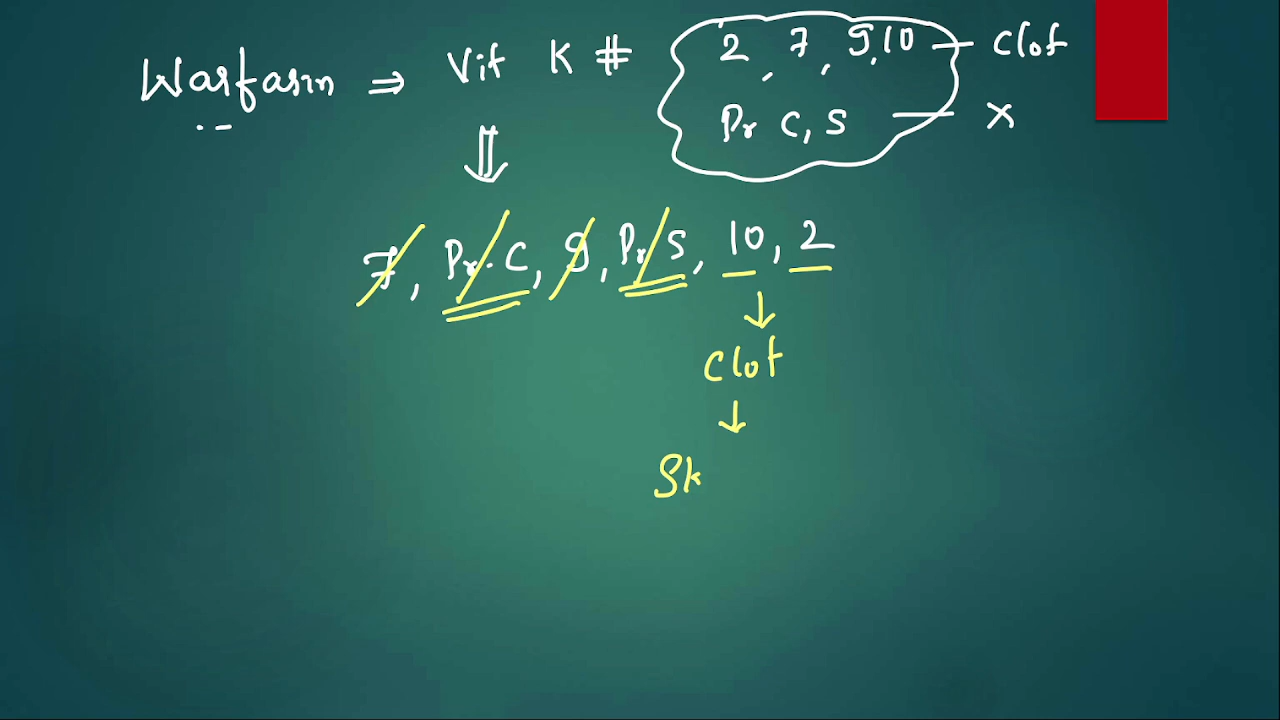 Warfarin ⇒ Vit K # 2, 7, 9,10 — Clot
Pr C, S — X
⇓
7, Pr. C, 9, Pr S, 10, 2
↓
Clot
↓
Sk